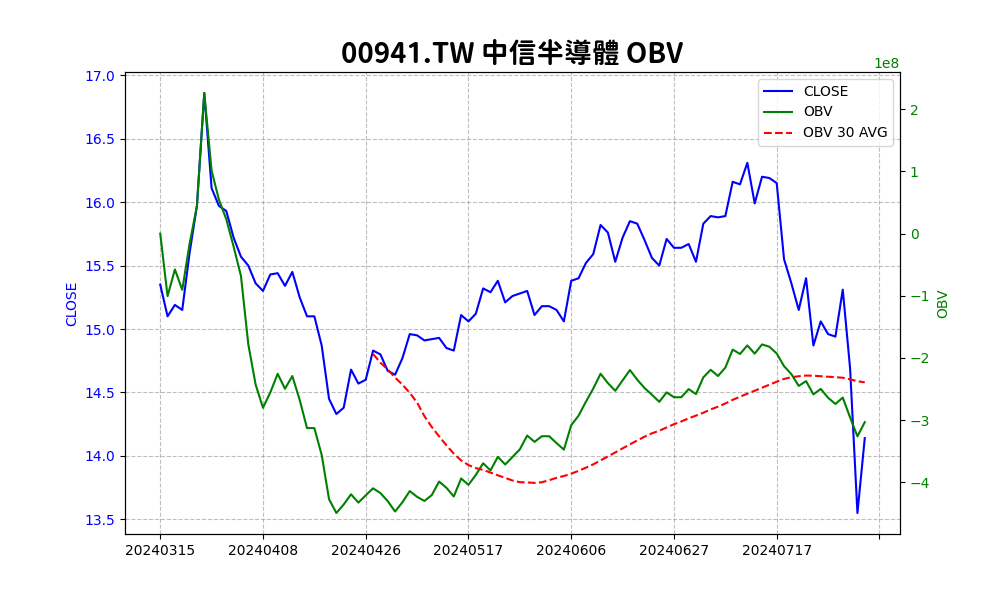 00941.TW 中信半導體 OBV
1e8
CLOSE
OBV
OBV 30 AVG
17.0
16.5
16.0
15.5
15.0
14.5
14.0
13.5
CLOSE
2
1
0
−1
−2
−3
−4
OBV
20240315 20240408 20240426 20240517 20240606 20240627 20240717